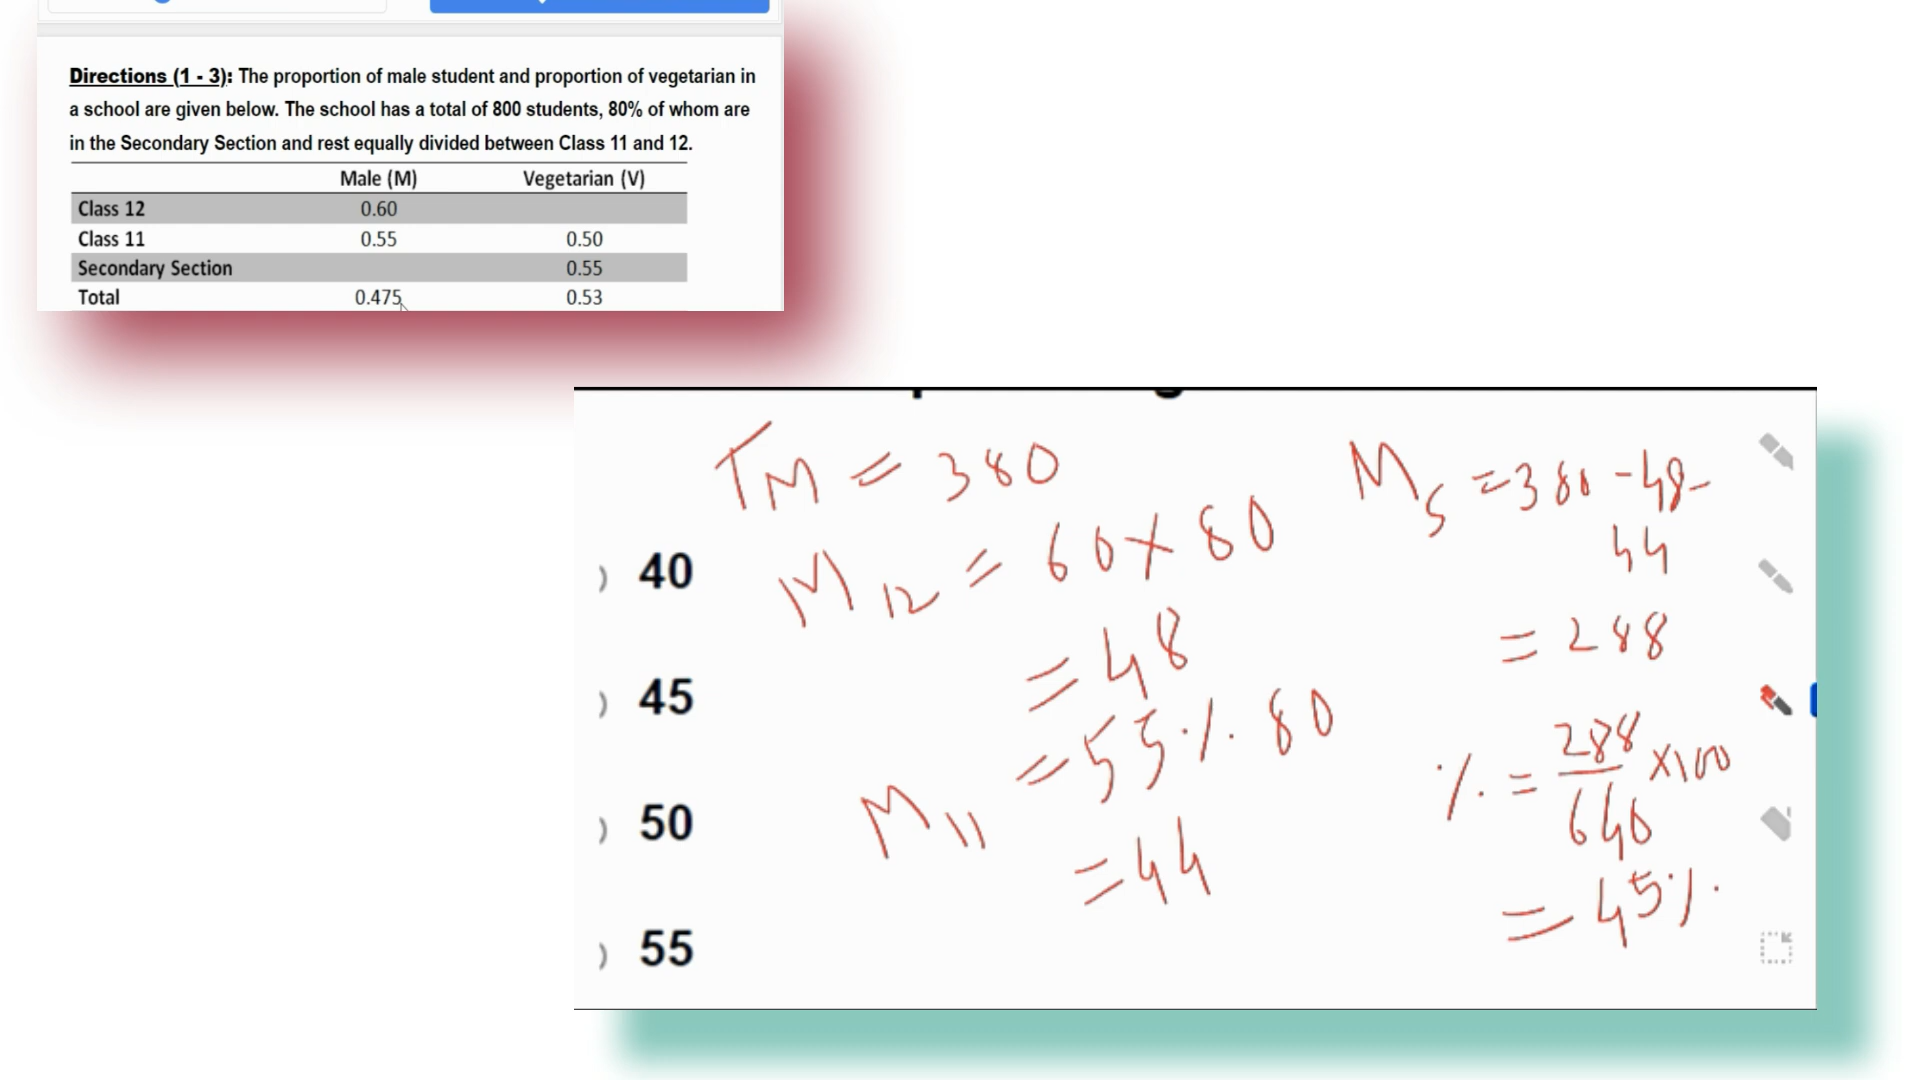 Directions (1 - 3): The proportion of male student and proportion of vegetarian in
a school are given below. The school has a total of 800 students, 80% of whom are
in the Secondary Section and rest equally divided between Class 11 and 12.
Male (M) Vegetarian (V)
Class 12 0.60
Class 11 0.55 0.50
Secondary Section 0.55
Total 0.475 0.53
TM = 380
M12 = 60 x 80
= 48
M11 = 55% 80
= 44
MS = 380 - 48 -
44
= 288
% = 288/640 x100
= 45%
) 40
) 45
) 50
) 55